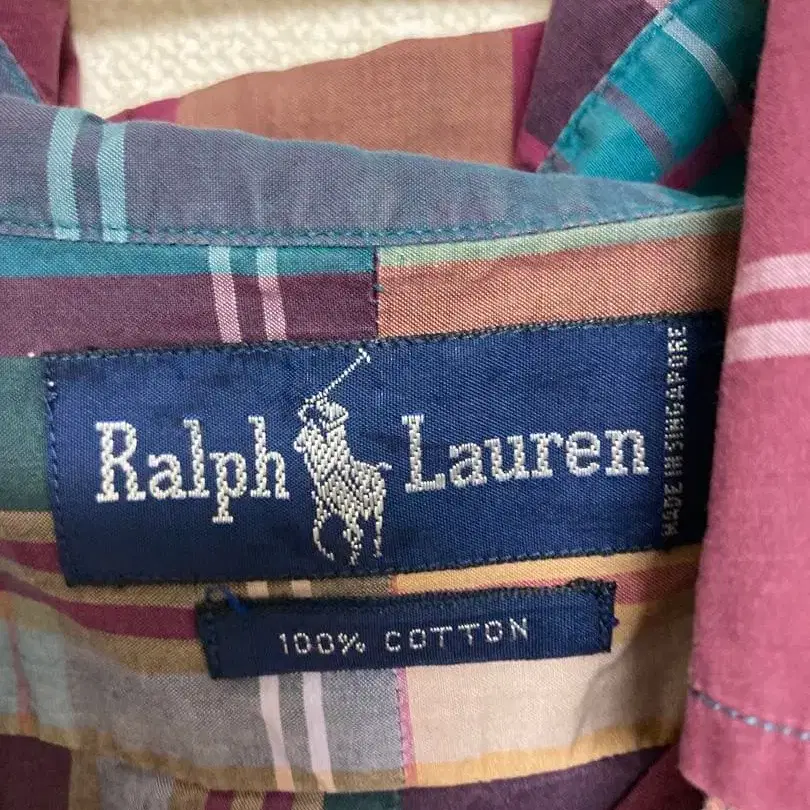 Ralph Lauren
MADE IN SINGAPORE
100% COTTON